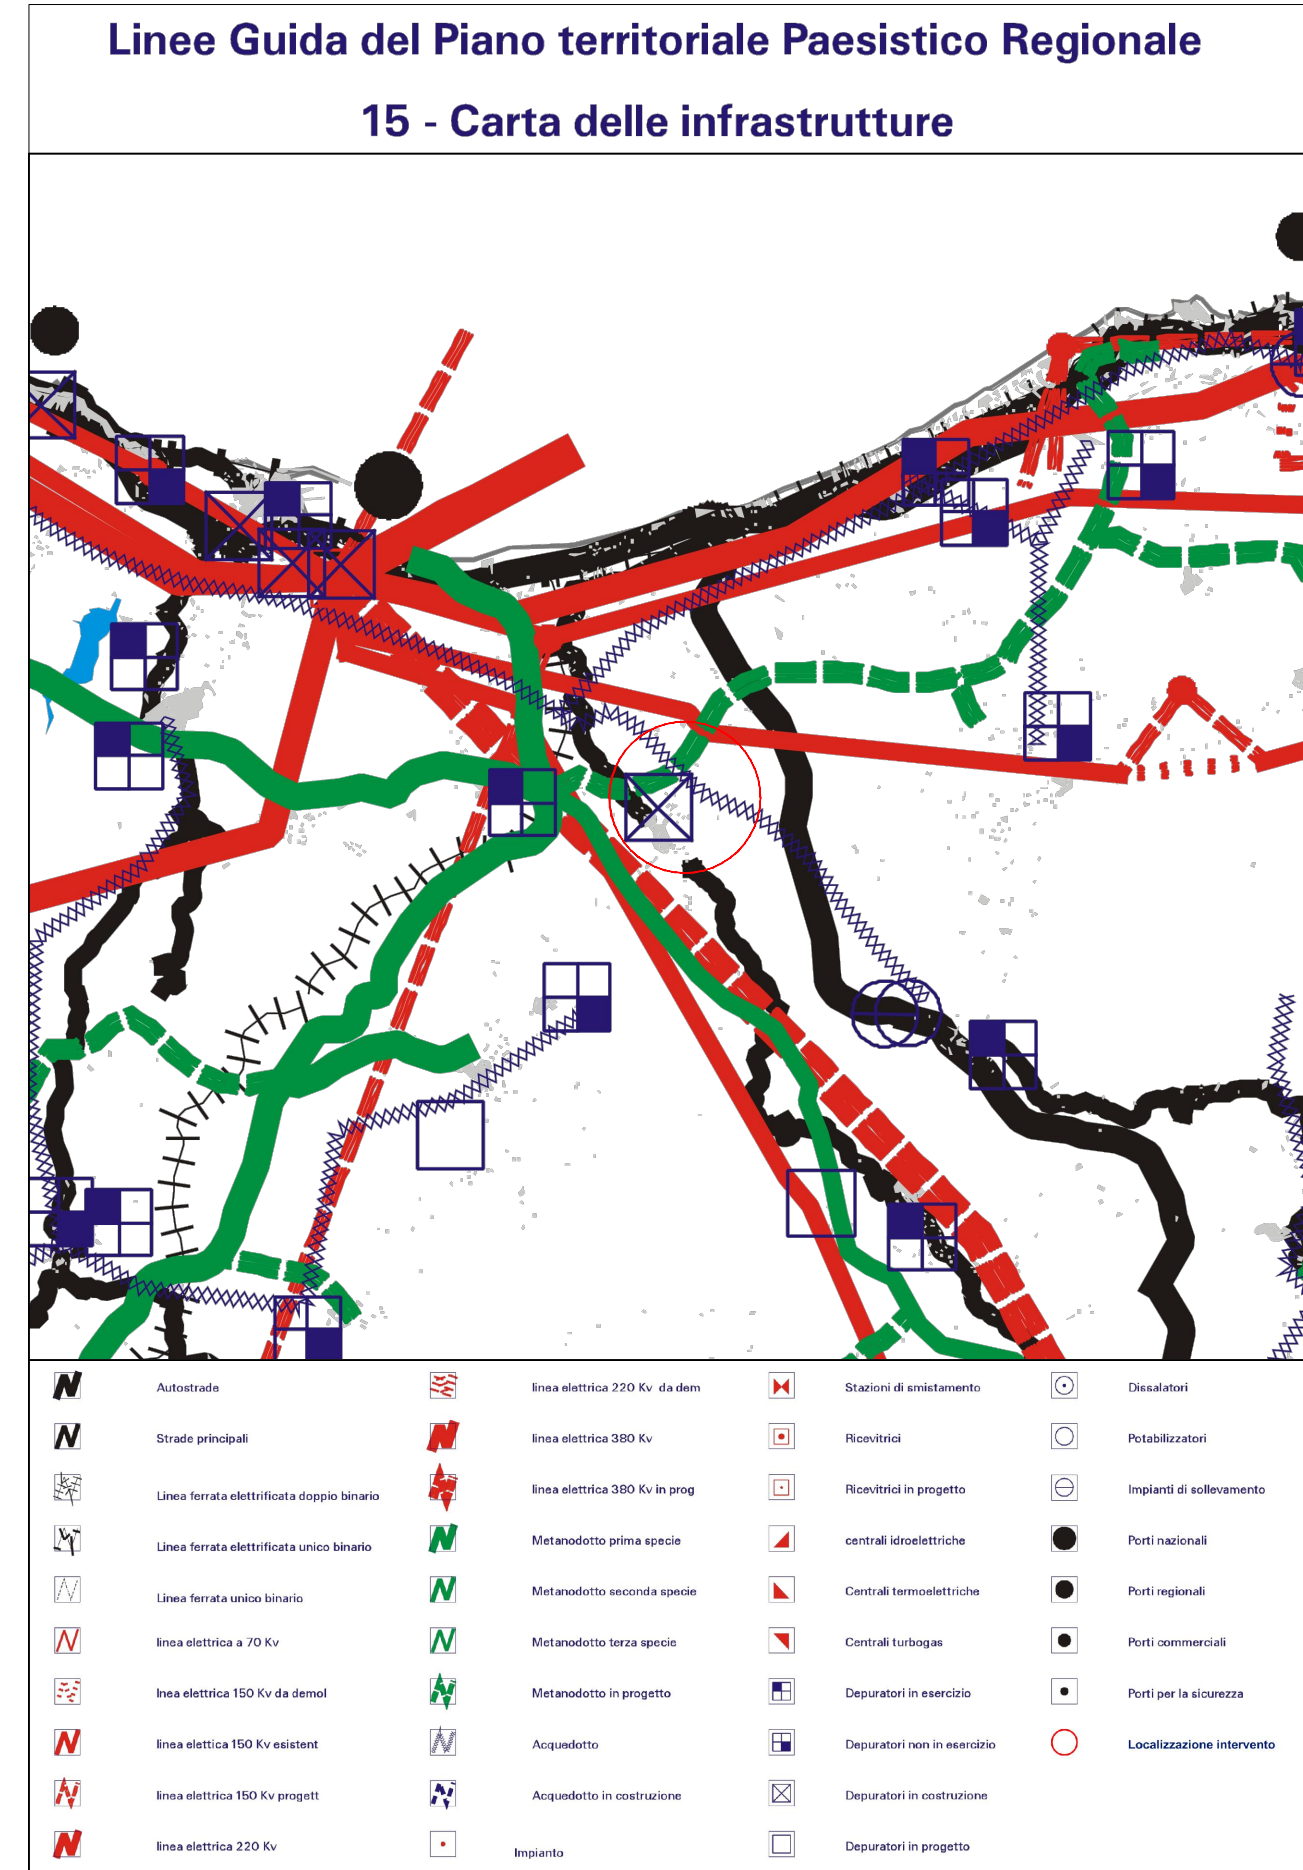 Linee Guida del Piano territoriale Paesistico Regionale
15 - Carta delle infrastrutture
Autostrade
Strade principali
Linea ferrata elettrificata doppio binario
Linea ferrata elettrificata unico binario
Linea ferrata unico binario
linea elettrica a 70 Kv
lnea elettrica 150 Kv da demol
linea elettica 150 Kv esistent
linea elettrica 150 Kv progett
linea elettrica 220 Kv
linea elettrica 220 Kv da dem
linea elettrica 380 Kv
linea elettrica 380 Kv in prog
Metanodotto prima specie
Metanodotto seconda specie
Metanodotto terza specie
Metanodotto in progetto
Acquedotto
Acquedotto in costruzione
Impianto
Stazioni di smistamento
Ricevitrici
Ricevitrici in progetto
centrali idroelettriche
Centrali termoelettriche
Centrali turbogas
Depuratori in esercizio
Depuratori non in esercizio
Depuratori in costruzione
Depuratori in progetto
Dissalatori
Potabilizzatori
Impianti di sollevamento
Porti nazionali
Porti regionali
Porti commerciali
Porti per la sicurezza
Localizzazione intervento